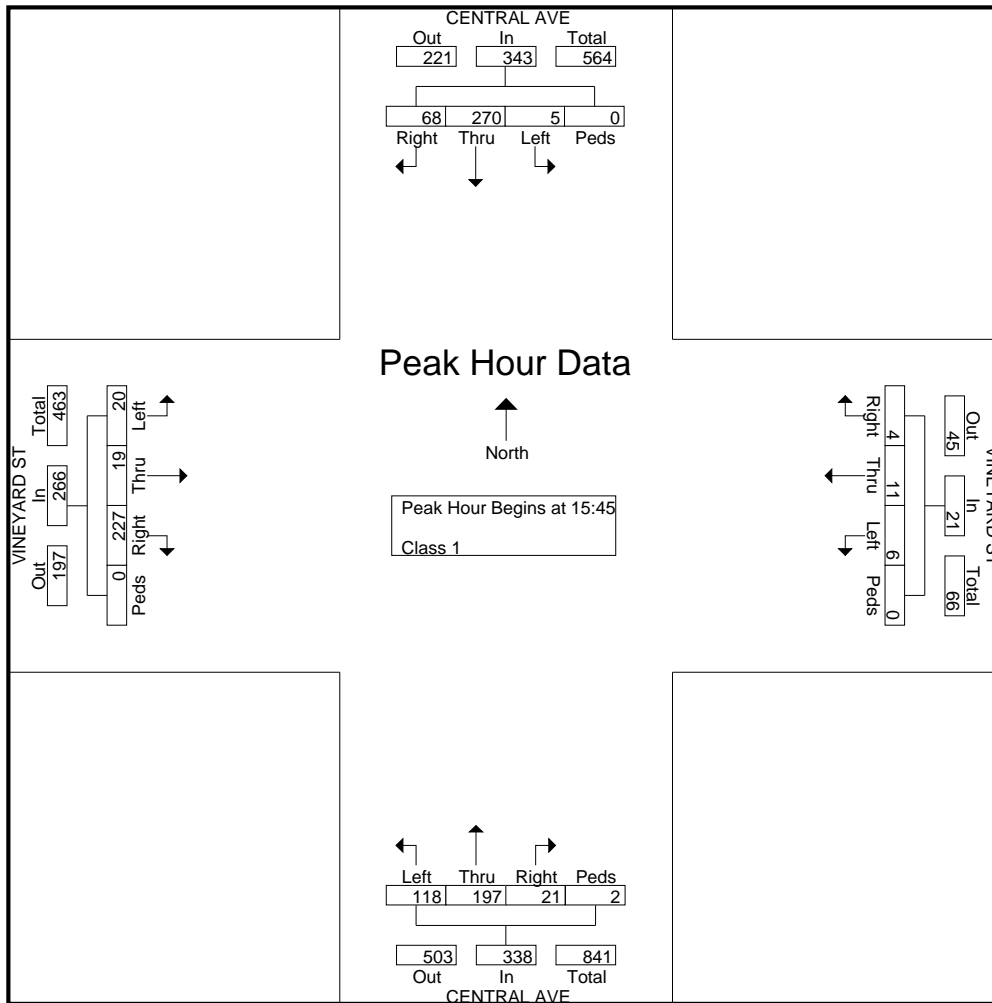 CENTRAL AVE
Out In Total
221 343 564
68 270 5 0
Right Thru Left Peds
Peak Hour Data
North
Peak Hour Begins at 15:45
Class 1
VINEYARD ST
Total In Out
463 266 197
20 19 227 0
Left Thru Right Peds
Right Thru Left Peds
4 11 6 0
45 21 66
Out In Total
VINEYARD ST
Left Thru Right Peds
118 197 21 2
503 338 841
Out In Total
CENTRAL AVE